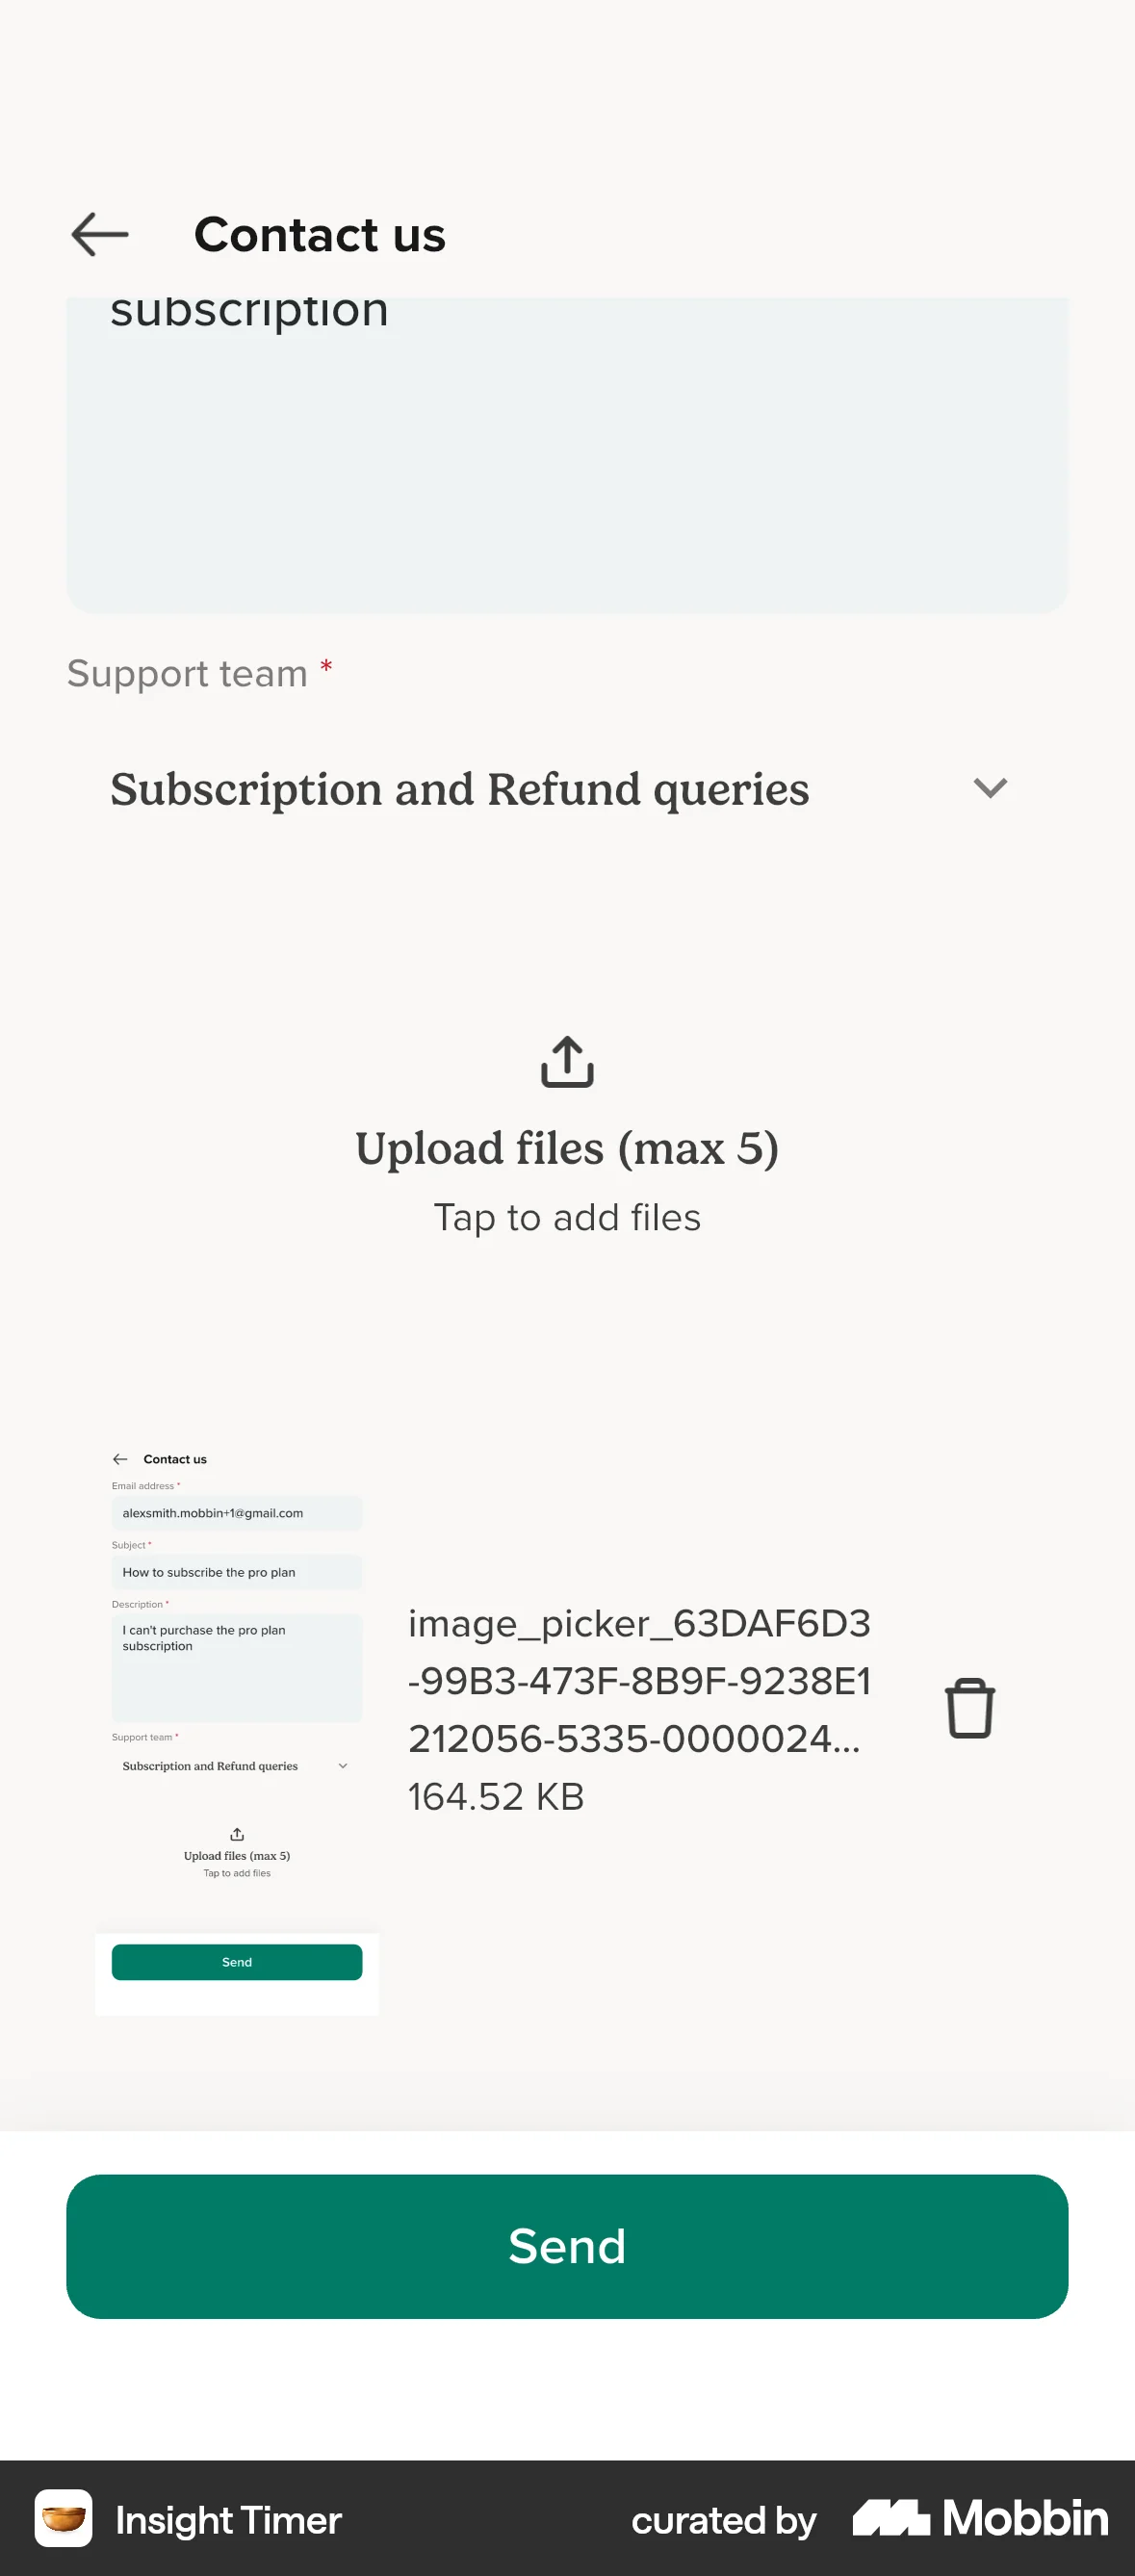 Contact us
subscription
Support team *
Subscription and Refund queries
Upload files (max 5)
Tap to add files
Contact us
Email address *
alexsmith.mobbin+1@gmail.com
Subject *
How to subscribe the pro plan
Description *
I can't purchase the pro plan
subscription
Support team *
Subscription and Refund queries
Upload files (max 5)
Tap to add files
Send
image_picker_63DAF6D3
-99B3-473F-8B9F-9238E1
212056-5335-0000024...
164.52 KB
Send
Insight Timer
curated by Mobbin